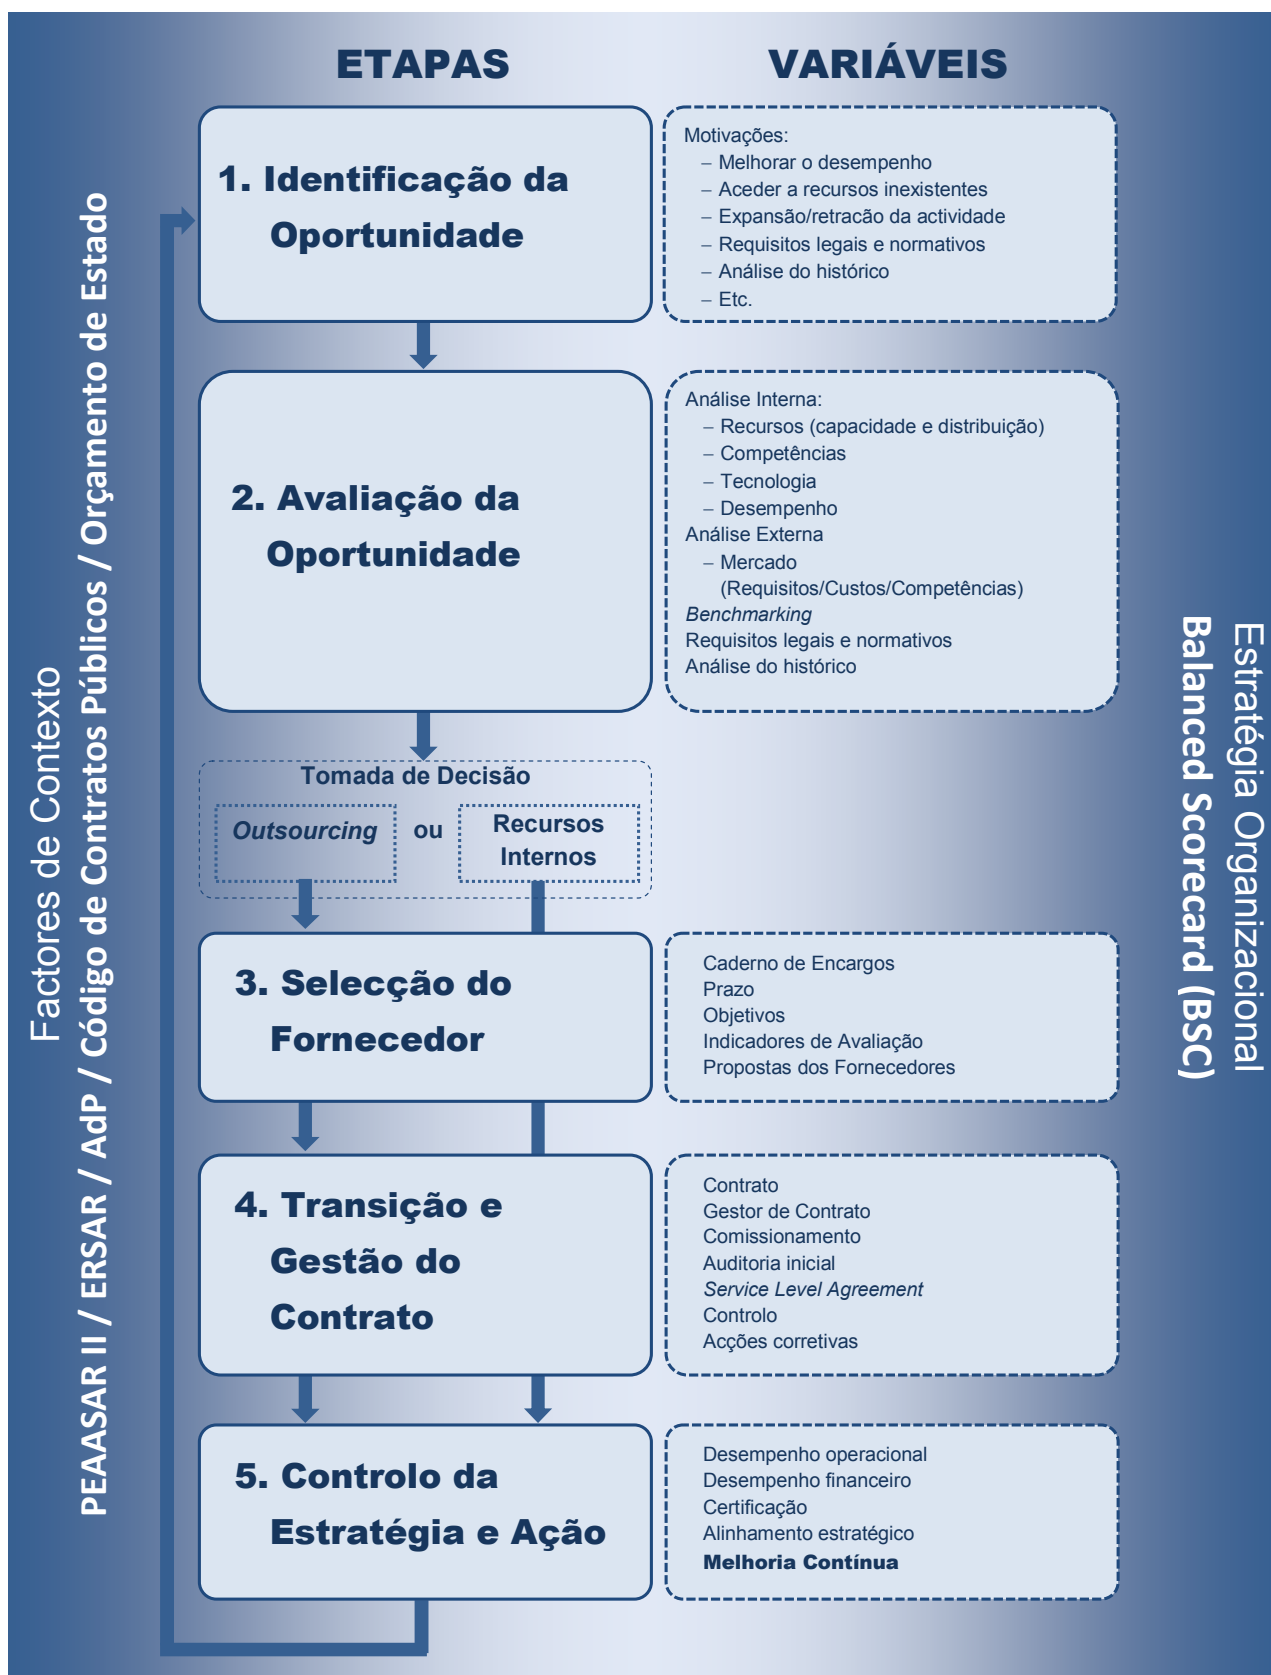 ETAPAS
VARIÁVEIS
1. Identificação da
Oportunidade
Motivações:
– Melhorar o desempenho
– Aceder a recursos inexistentes
– Expansão/retracão da actividade
– Requisitos legais e normativos
– Análise do histórico
– Etc.
2. Avaliação da
Oportunidade
Análise Interna:
– Recursos (capacidade e distribuição)
– Competências
– Tecnologia
– Desempenho
Análise Externa
– Mercado
(Requisitos/Custos/Competências)
Benchmarking
Requisitos legais e normativos
Análise do histórico
Tomada de Decisão
Outsourcing
ou
Recursos
Internos
3. Selecção do
Fornecedor
Caderno de Encargos
Prazo
Objetivos
Indicadores de Avaliação
Propostas dos Fornecedores
4. Transição e
Gestão do
Contrato
Contrato
Gestor de Contrato
Comissionamento
Auditoria inicial
Service Level Agreement
Controlo
Acções corretivas
5. Controlo da
Estratégia e Ação
Desempenho operacional
Desempenho financeiro
Certificação
Alinhamento estratégico
Melhoria Contínua
Factores de Contexto
PEAASAR II / ERSAR / AdP / Código de Contratos Públicos / Orçamento de Estado
Estratégia Organizacional
Balanced Scorecard (BSC)